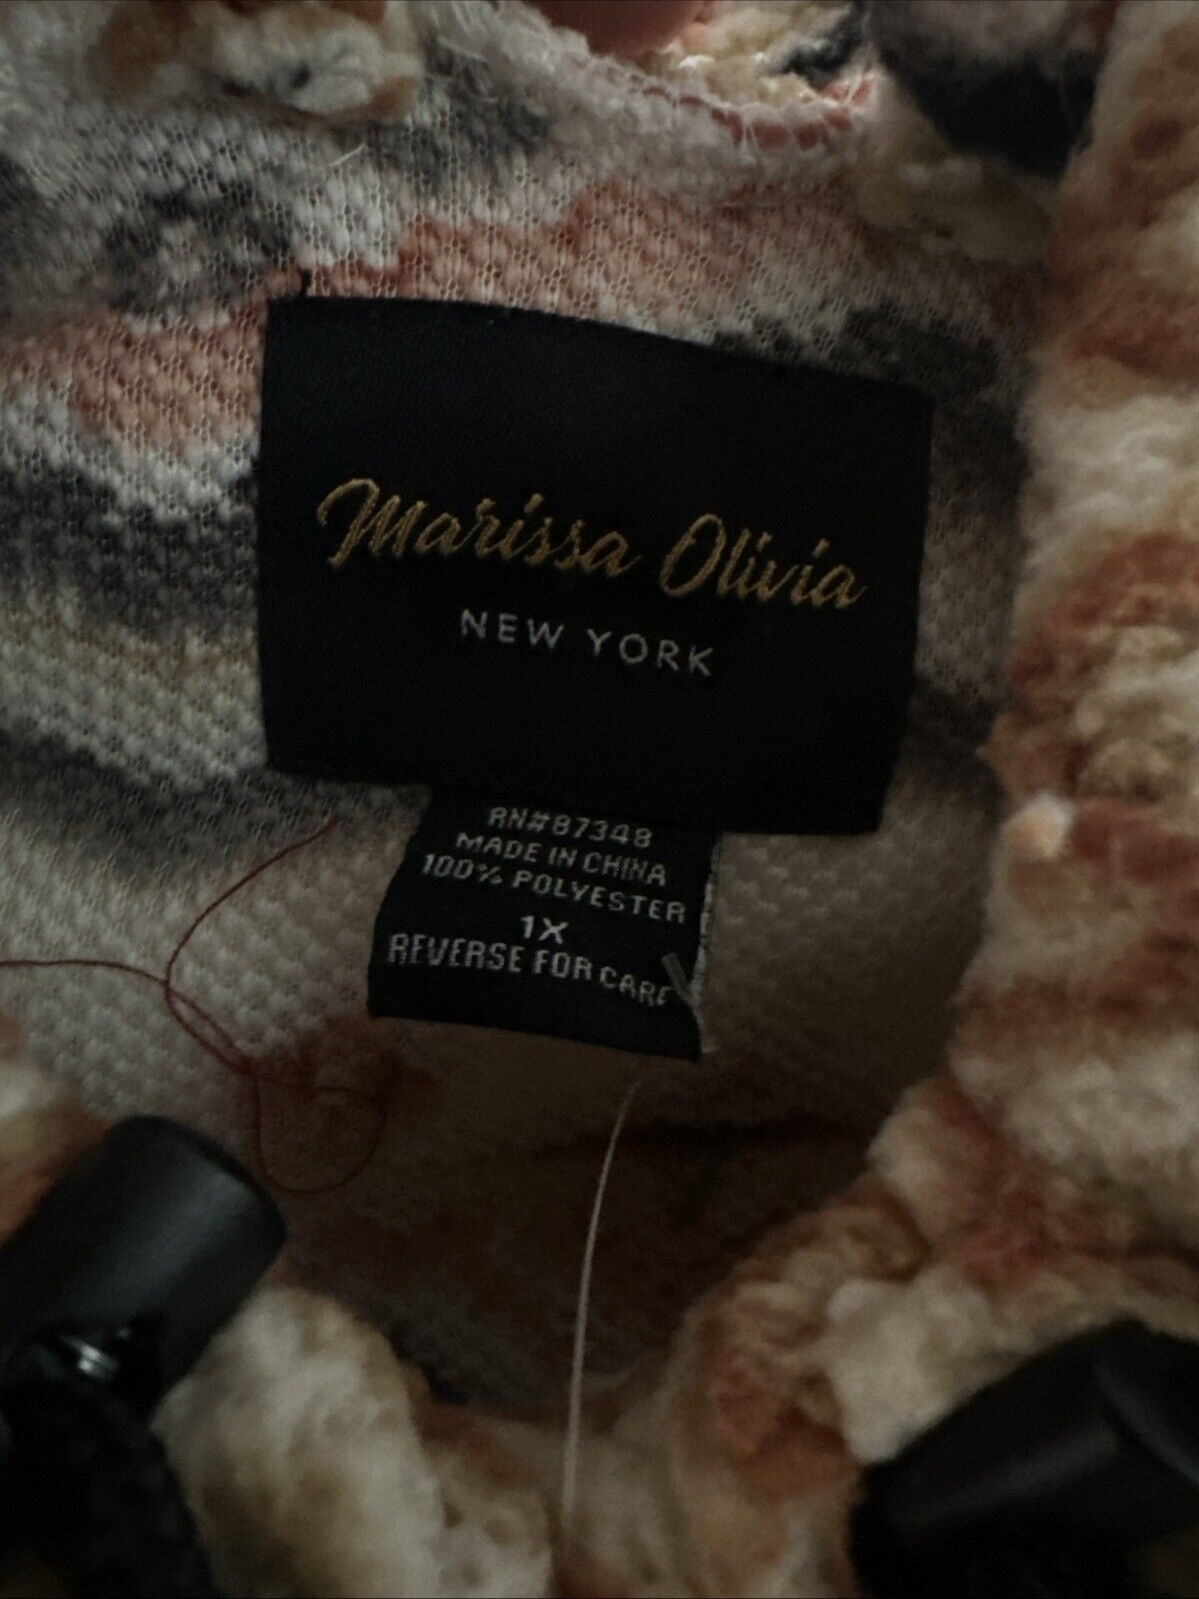 Marissa Olivia
NEW YORK
RN#87348
MADE IN CHINA
100% POLYESTER
1X
REVERSE FOR CARE